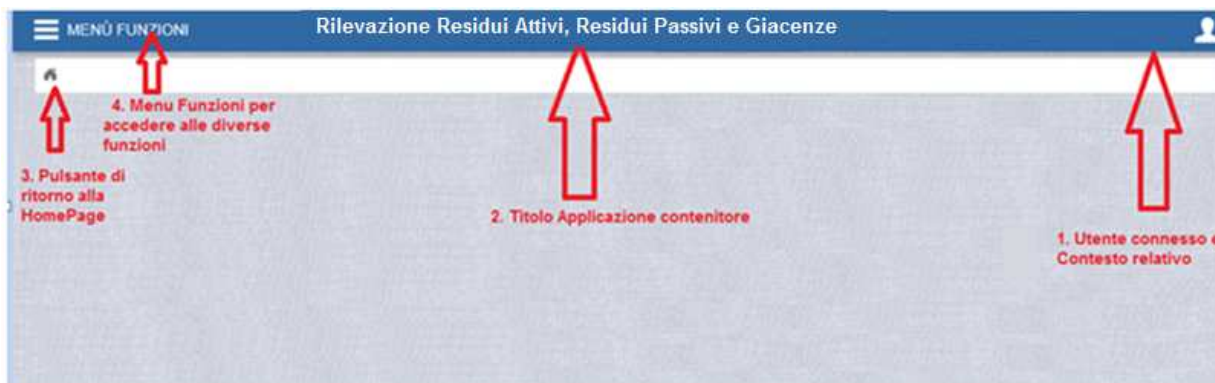 MENÙ FUNZIONI
Rilevazione Residui Attivi, Residui Passivi e Giacenze
4. Menu Funzioni per
accedere alle diverse
funzioni
3. Pulsante di
ritorno alla
HomePage
2. Titolo Applicazione contenitore
1. Utente connesso e
Contesto relativo